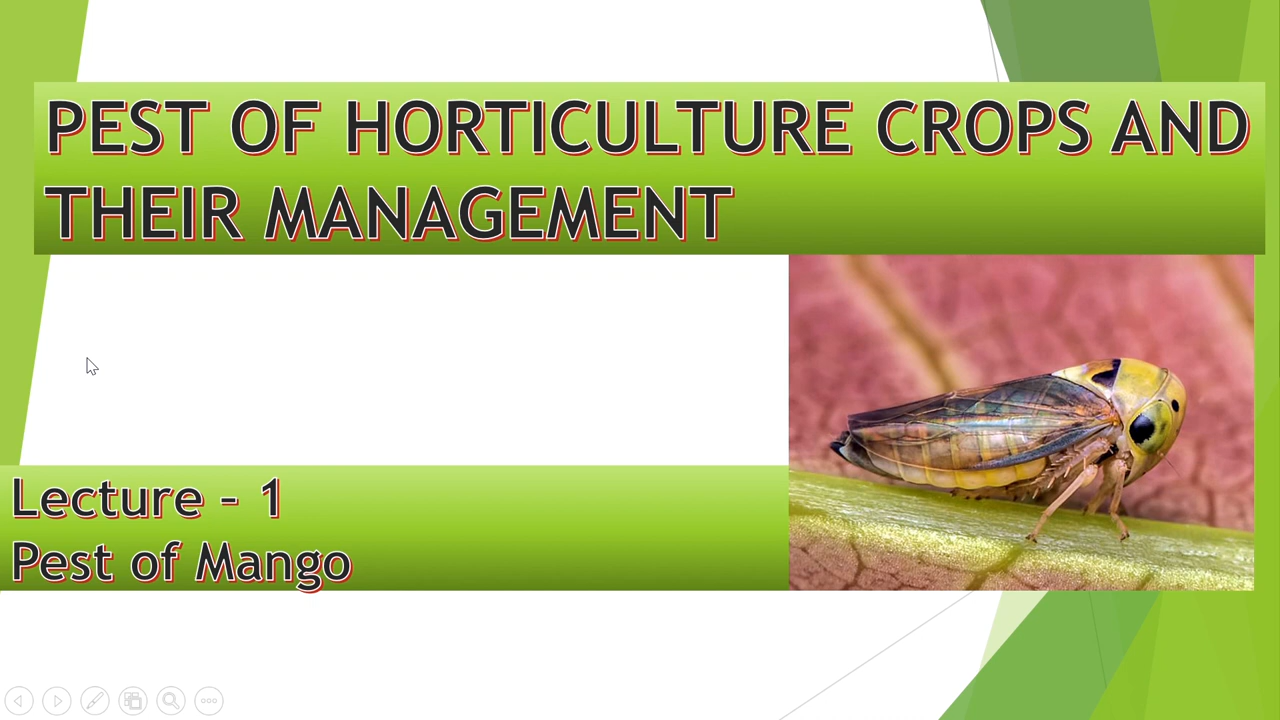 PEST OF HORTICULTURE CROPS AND
THEIR MANAGEMENT
Lecture - 1
Pest of Mango